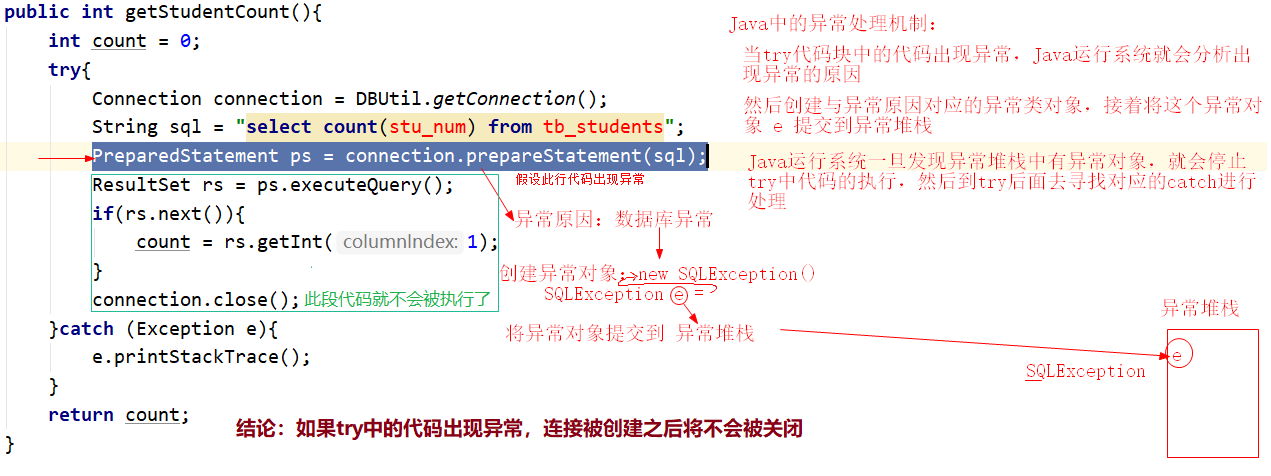 public int getStudentCount(){
int count = 0;
try{
Connection connection = DBUtil.getConnection();
String sql = "select count(stu_num) from tb_students";
PreparedStatement ps = connection.prepareStatement(sql);
假设此行代码出现异常
ResultSet rs = ps.executeQuery();
if(rs.next()){
count = rs.getInt( columnIndex: 1);
}
connection.close(); 此段代码就不会被执行了
}catch (Exception e){
e.printStackTrace();
}
return count;
}
结论：如果try中的代码出现异常，连接被创建之后将不会被关闭
异常原因：数据库异常
创建异常对象：->new SQLException()
SQLException e =
将异常对象提交到 异常堆栈
Java中的异常处理机制：
当try代码块中的代码出现异常，Java运行系统就会分析出
现异常的原因
然后创建与异常原因对应的异常类对象，接着将这个异常对
象 e 提交到异常堆栈
Java运行系统一旦发现异常堆栈中有异常对象，就会停止
try中代码的执行，然后到try后面去寻找对应的catch进行
处理
异常堆栈
e
SQLException